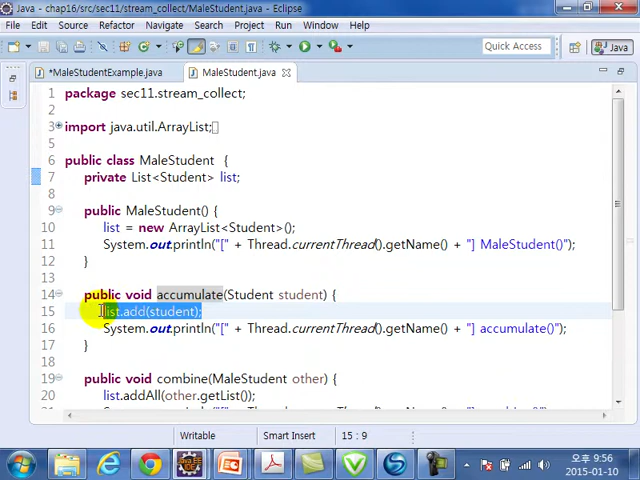 Java - chap16/src/sec11/stream_collect/MaleStudent.java - Eclipse
File Edit Source Refactor Navigate Search Project Run Window Help
Quick Access
Java
*MaleStudentExample.java
MaleStudent.java
1 package sec11.stream_collect;
2
3 import java.util.ArrayList;
5
6 public class MaleStudent {
7 private List<Student> list;
8
9 public MaleStudent() {
10 list = new ArrayList<Student>();
11 System.out.println("[" + Thread.currentThread().getName() + "] MaleStudent()");
12 }
13
14 public void accumulate(Student student) {
15 list.add(student);
16 System.out.println("[" + Thread.currentThread().getName() + "] accumulate()");
17 }
18
19 public void combine(MaleStudent other) {
20 list.addAll(other.getList());
Writable
Smart Insert
15 : 9
오후 9:56
2015-01-10